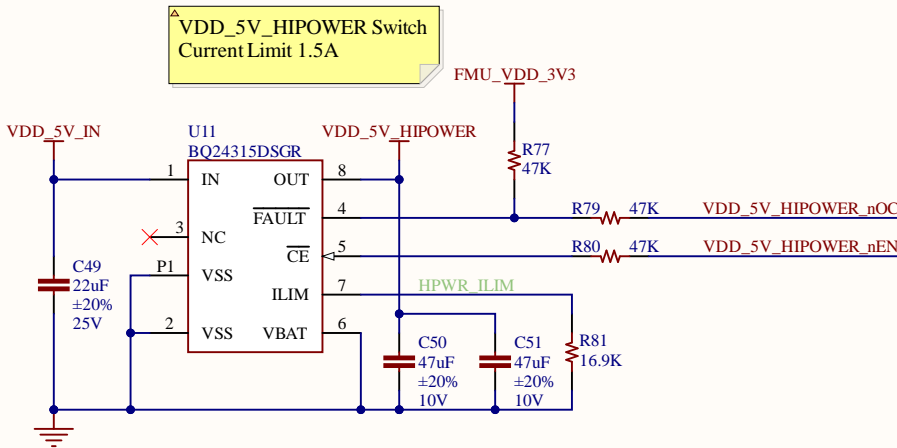 VDD_5V_HIPOWER Switch
Current Limit 1.5A
FMU_VDD_3V3
VDD_5V_IN
U11
BQ24315DSGR
VDD_5V_HIPOWER
R77
47K
1
IN
OUT
8
FAULT
4
R79
47K
VDD_5V_HIPOWER_nOC
3
NC
CE
5
R80
47K
VDD_5V_HIPOWER_nEN
P1
VSS
ILIM
7
HPWR_ILIM
2
VSS
VBAT
6
C49
22uF
±20%
25V
C50
47uF
±20%
10V
C51
47uF
±20%
10V
R81
16.9K